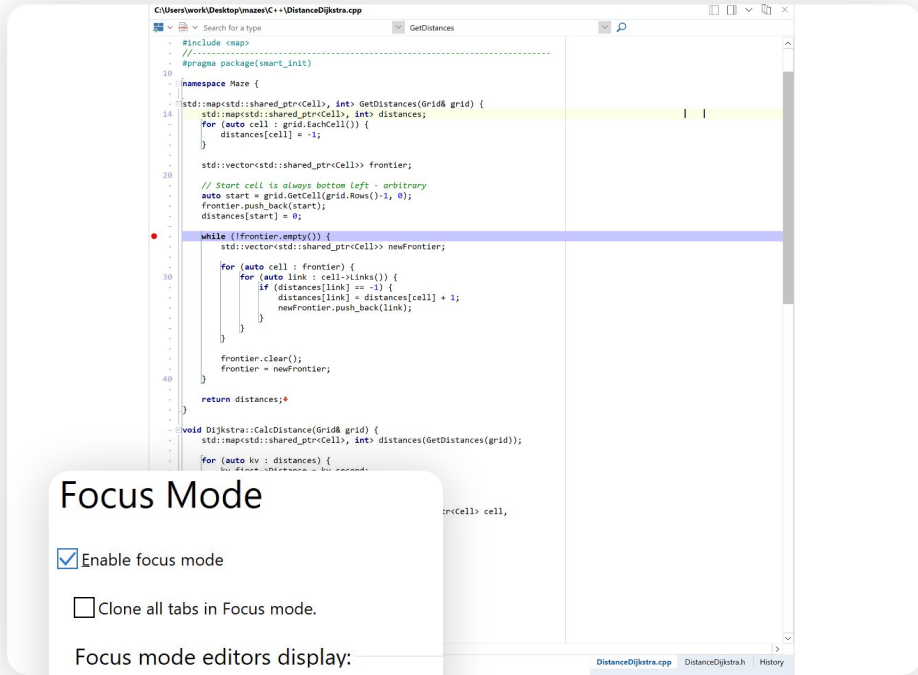 C:\Users\work\Desktop\mazes\C++\DistanceDijkstra.cpp
Search for a type
GetDistances
#include <map>
//---------------------------------------------------------------------------
#pragma package(smart_init)
10
namespace Maze {
std::map<std::shared_ptr<Cell>, int> GetDistances(Grid& grid) {
14 std::map<std::shared_ptr<Cell>, int> distances;
for (auto cell : grid.EachCell()) {
distances[cell] = -1;
}
std::vector<std::shared_ptr<Cell>> frontier;
20
// Start cell is always bottom left - arbitrary
auto start = grid.GetCell(grid.Rows()-1, 0);
frontier.push_back(start);
distances[start] = 0;
while (!frontier.empty()) {
std::vector<std::shared_ptr<Cell>> newFrontier;
for (auto cell : frontier) {
30 for (auto link : cell->Links()) {
if (distances[link] == -1) {
distances[link] = distances[cell] + 1;
newFrontier.push_back(link);
}
}
}
frontier.clear();
frontier = newFrontier;
40 }
return distances;
}
void Dijkstra::CalcDistance(Grid& grid) {
std::map<std::shared_ptr<Cell>, int> distances(GetDistances(grid));
for (auto kv : distances) {
kv.first->Distance = kv.second;
tr<Cell> cell,
Focus Mode
Enable focus mode
Clone all tabs in Focus mode.
Focus mode editors display:
DistanceDijkstra.cpp DistanceDijkstra.h History